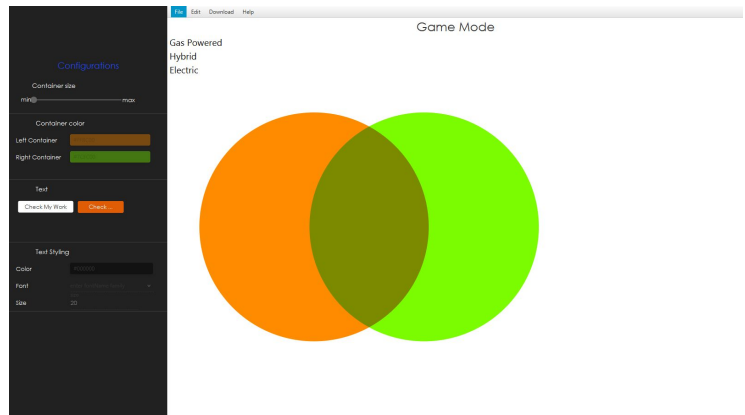 File Edit Download Help
Game Mode
Gas Powered
Hybrid
Electric
Configurations
Container size
min max
Container color
Left Container
Right Container
Text
Check My Work Check ...
Text Styling
Color
Font
Size 20